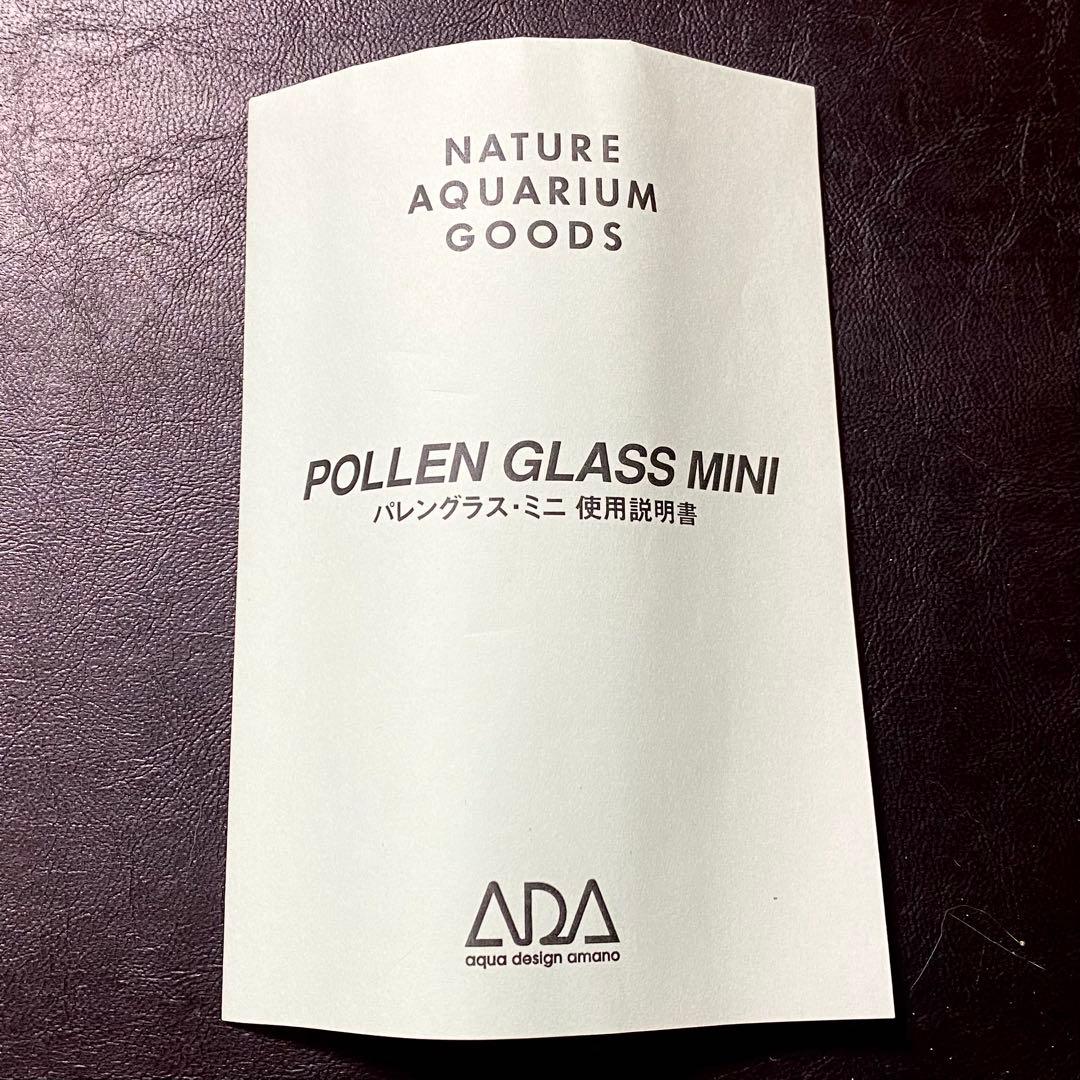 NATURE
AQUARIUM
GOODS
POLLEN GLASS MINI
パレングラス・ミニ 使用説明書
ADA
aqua design amano